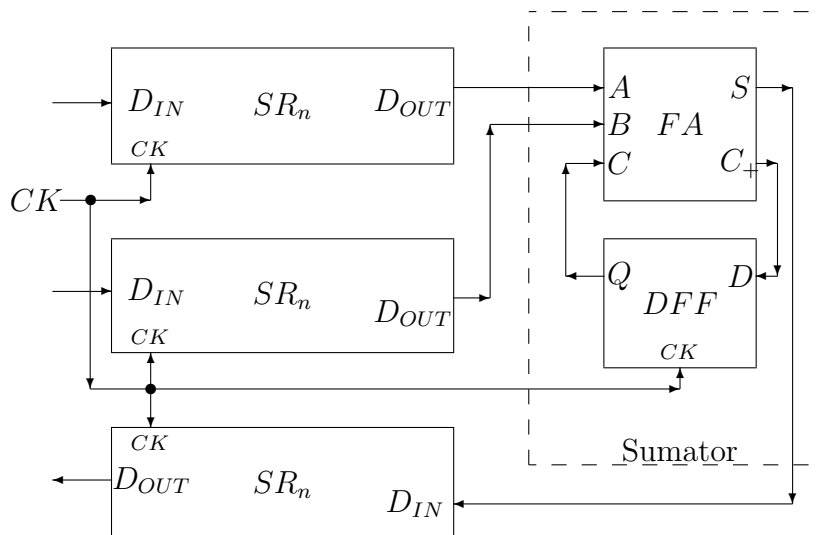 D_IN SR_n D_OUT
CK
CK
A S
B FA
C C_+
D_IN SR_n D_OUT
CK
Q D
DFF
CK
CK
D_OUT SR_n D_IN
Sumator